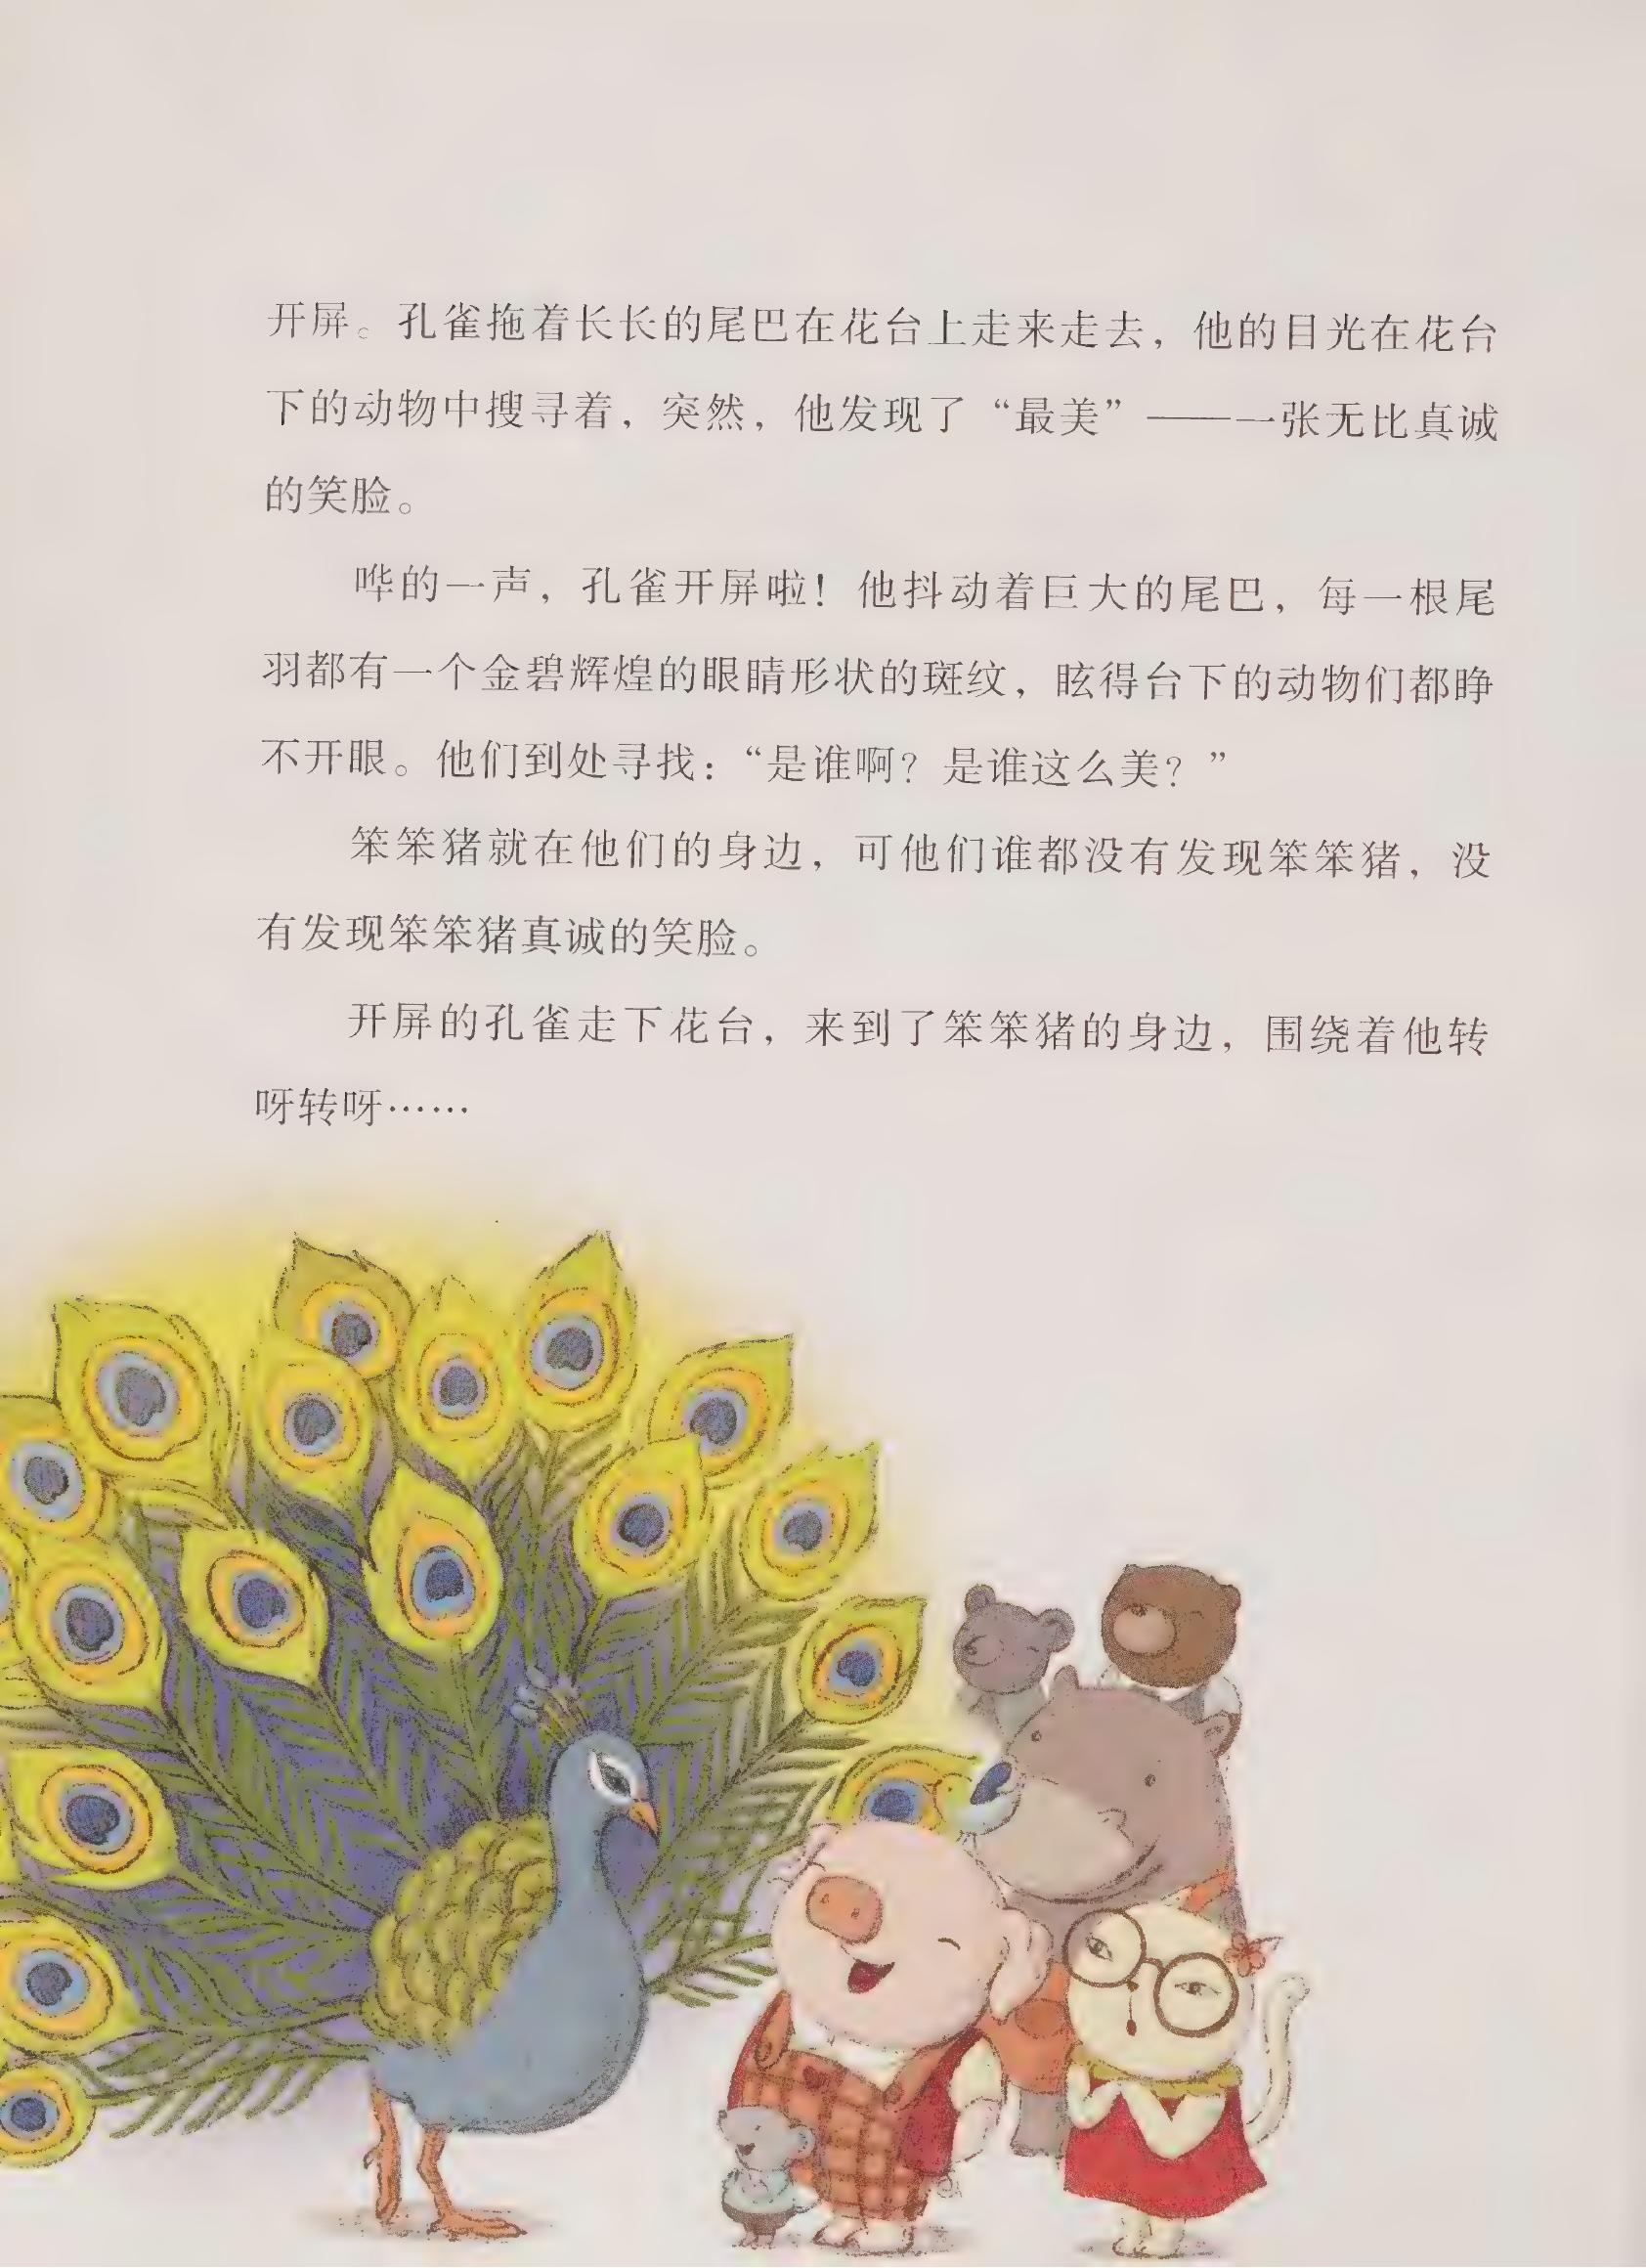 开屏。孔雀拖着长长的尾巴在花台上走来走去，他的目光在花台
下的动物中搜寻着，突然，他发现了“最美”——一张无比真诚
的笑脸。
哗的一声，孔雀开屏啦！他抖动着巨大的尾巴，每一根尾
羽都有一个金碧辉煌的眼睛形状的斑纹，眩得台下的动物们都睁
不开眼。他们到处寻找：“是谁啊？是谁这么美？”
笨笨猪就在他们的身边，可他们谁都没有发现笨笨猪，没
有发现笨笨猪真诚的笑脸。
开屏的孔雀走下花台，来到了笨笨猪的身边，围绕着他转
呀转呀……